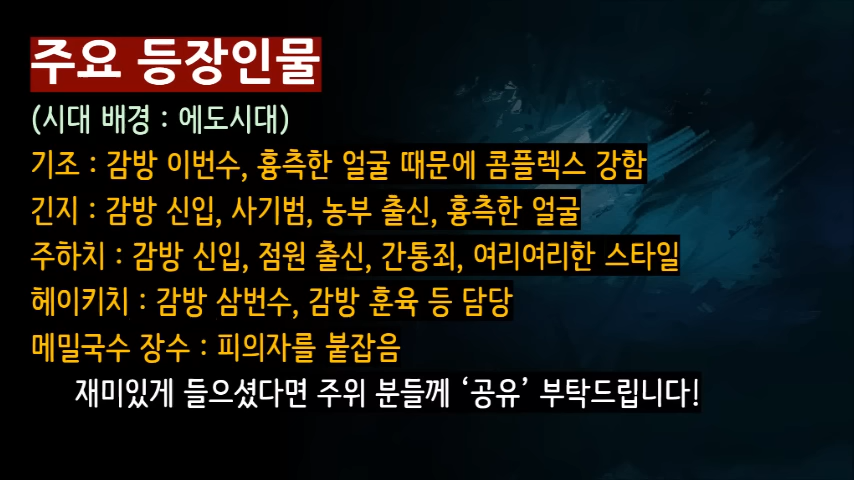 주요 등장인물
(시대 배경 : 에도시대)
기조 : 감방 이번수, 흉측한 얼굴 때문에 콤플렉스 강함
긴지 : 감방 신입, 사기범, 농부 출신, 흉측한 얼굴
주하치 : 감방 신입, 점원 출신, 간통죄, 여리여리한 스타일
헤이키치 : 감방 삼번수, 감방 훈육 등 담당
메밀국수 장수 : 피의자를 붙잡음
재미있게 들으셨다면 주위 분들께 ‘공유’ 부탁드립니다!